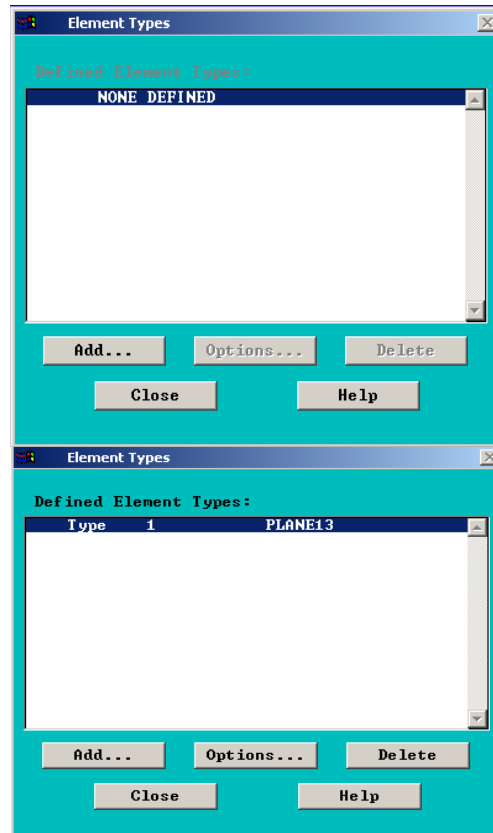 Element Types
Defined Element Types:
NONE DEFINED
Add... Options... Delete
Close Help
Element Types
Defined Element Types:
Type 1 PLANE13
Add... Options... Delete
Close Help